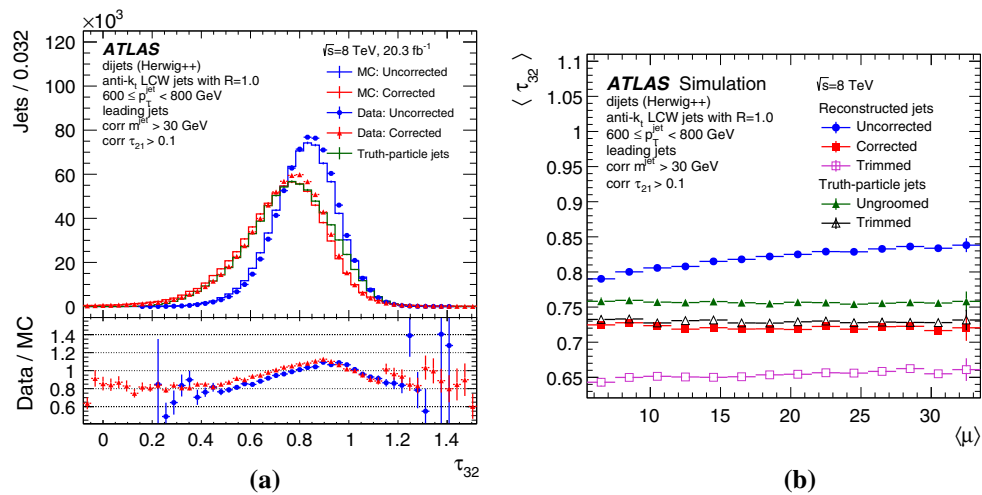 ×10³
Jets / 0.032
120
100
80
60
40
20
0
ATLAS
dijets (Herwig++)
anti-kₜ LCW jets with R=1.0
600 ≤ p_T^jet < 800 GeV
leading jets
corr m^jet > 30 GeV
corr τ₂₁ > 0.1
√s=8 TeV, 20.3 fb⁻¹
MC: Uncorrected
MC: Corrected
Data: Uncorrected
Data: Corrected
Truth-particle jets
Data / MC
1.4
1.2
1.0
0.8
0.6
0 0.2 0.4 0.6 0.8 1 1.2 1.4
τ₃₂
(a)
⟨ τ₃₂ ⟩
1.1
1.05
1
0.95
0.9
0.85
0.8
0.75
0.7
0.65
ATLAS Simulation
dijets (Herwig++)
anti-kₜ LCW jets with R=1.0
600 ≤ p_T^jet < 800 GeV
leading jets
corr m^jet > 30 GeV
corr τ₂₁ > 0.1
√s=8 TeV
Reconstructed jets
Uncorrected
Corrected
Trimmed
Truth-particle jets
Ungroomed
Trimmed
10 15 20 25 30
⟨μ⟩
(b)